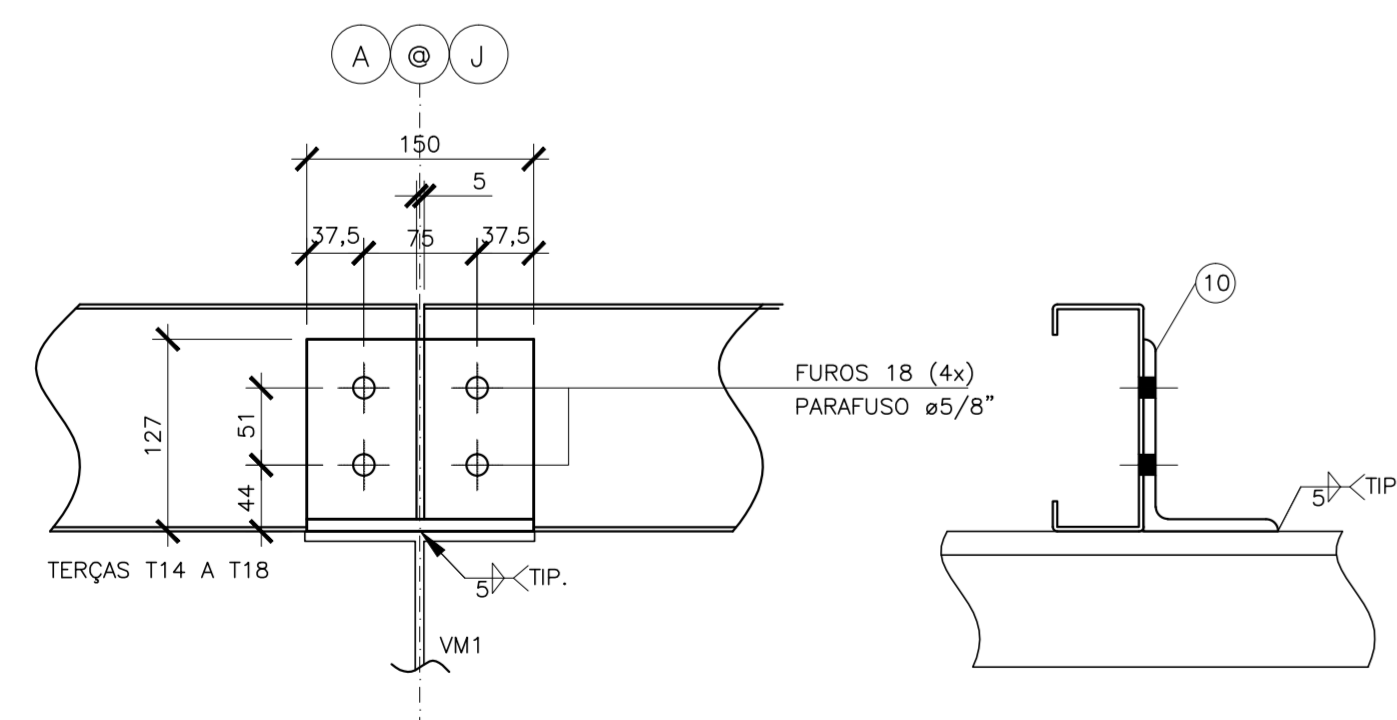 A @ J
150
5
37,5 75 37,5
10
FUROS 18 (4x)
PARAFUSO ø5/8"
127
51
44
5 TIP
TERÇAS T14 A T18
5 TIP.
VM1